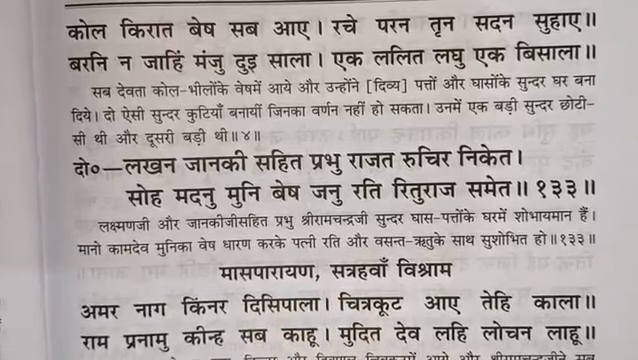 कोल किरात बेष सब आए। रचे परन तृन सदन सुहाए॥
बरनि न जाहिं मंजु दुइ साला। एक ललित लघु एक बिसाला॥
सब देवता कोल-भीलोंके वेषमें आये और उन्होंने [दिव्य] पत्तों और घासोंके सुन्दर घर बना
दिये। दो ऐसी सुन्दर कुटियाँ बनायीं जिनका वर्णन नहीं हो सकता। उनमें एक बड़ी सुन्दर छोटी-
सी थी और दूसरी बड़ी थी॥४॥
दो०—लखन जानकी सहित प्रभु राजत रुचिर निकेत।
सोह मदनु मुनि बेष जनु रति रितुराज समेत॥१३३॥
लक्ष्मणजी और जानकीजीसहित प्रभु श्रीरामचन्द्रजी सुन्दर घास-पत्तोंके घरमें शोभायमान हैं।
मानो कामदेव मुनिका वेष धारण करके पत्नी रति और वसन्त-ऋतुके साथ सुशोभित हो॥१३३॥
मासपारायण, सत्रहवाँ विश्राम
अमर नाग किंनर दिसिपाला। चित्रकूट आए तेहि काला॥
राम प्रनामु कीन्ह सब काहू। मुदित देव लहि लोचन लाहू॥